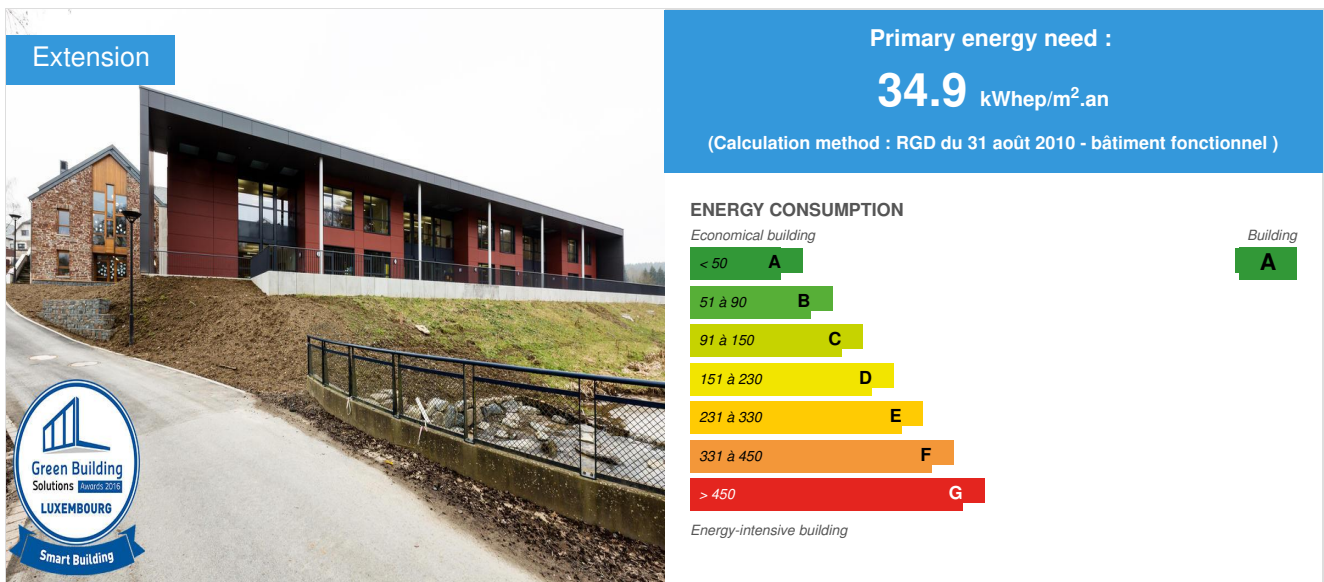 Extension
Primary energy need :
34.9 kWhep/m².an
(Calculation method : RGD du 31 août 2010 - bâtiment fonctionnel )
ENERGY CONSUMPTION
Economical building
Building
< 50 A
A
51 à 90 B
91 à 150 C
151 à 230 D
231 à 330 E
331 à 450 F
> 450 G
Energy-intensive building
Green Building
Solutions Awards 2016
LUXEMBOURG
Smart Building